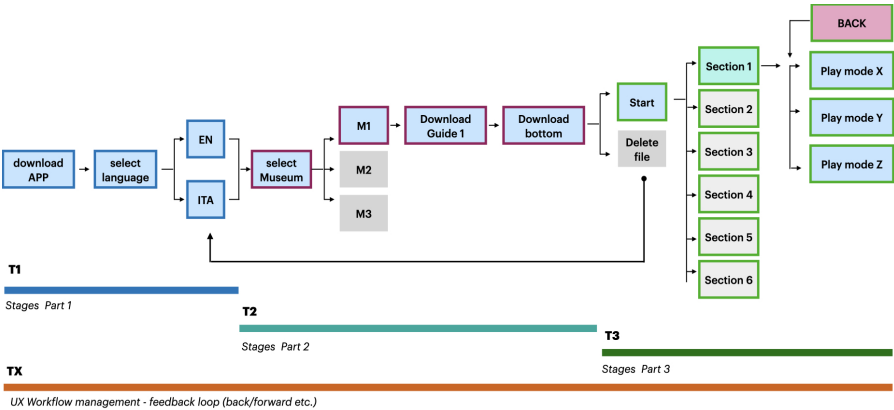 download
APP
select
language
EN
ITA
select
Museum
M1
M2
M3
Download
Guide 1
Download
bottom
Start
Delete
file
Section 1
Section 2
Section 3
Section 4
Section 5
Section 6
BACK
Play mode X
Play mode Y
Play mode Z
T1
Stages Part 1
T2
Stages Part 2
T3
Stages Part 3
TX
UX Workflow management - feedback loop (back/forward etc.)